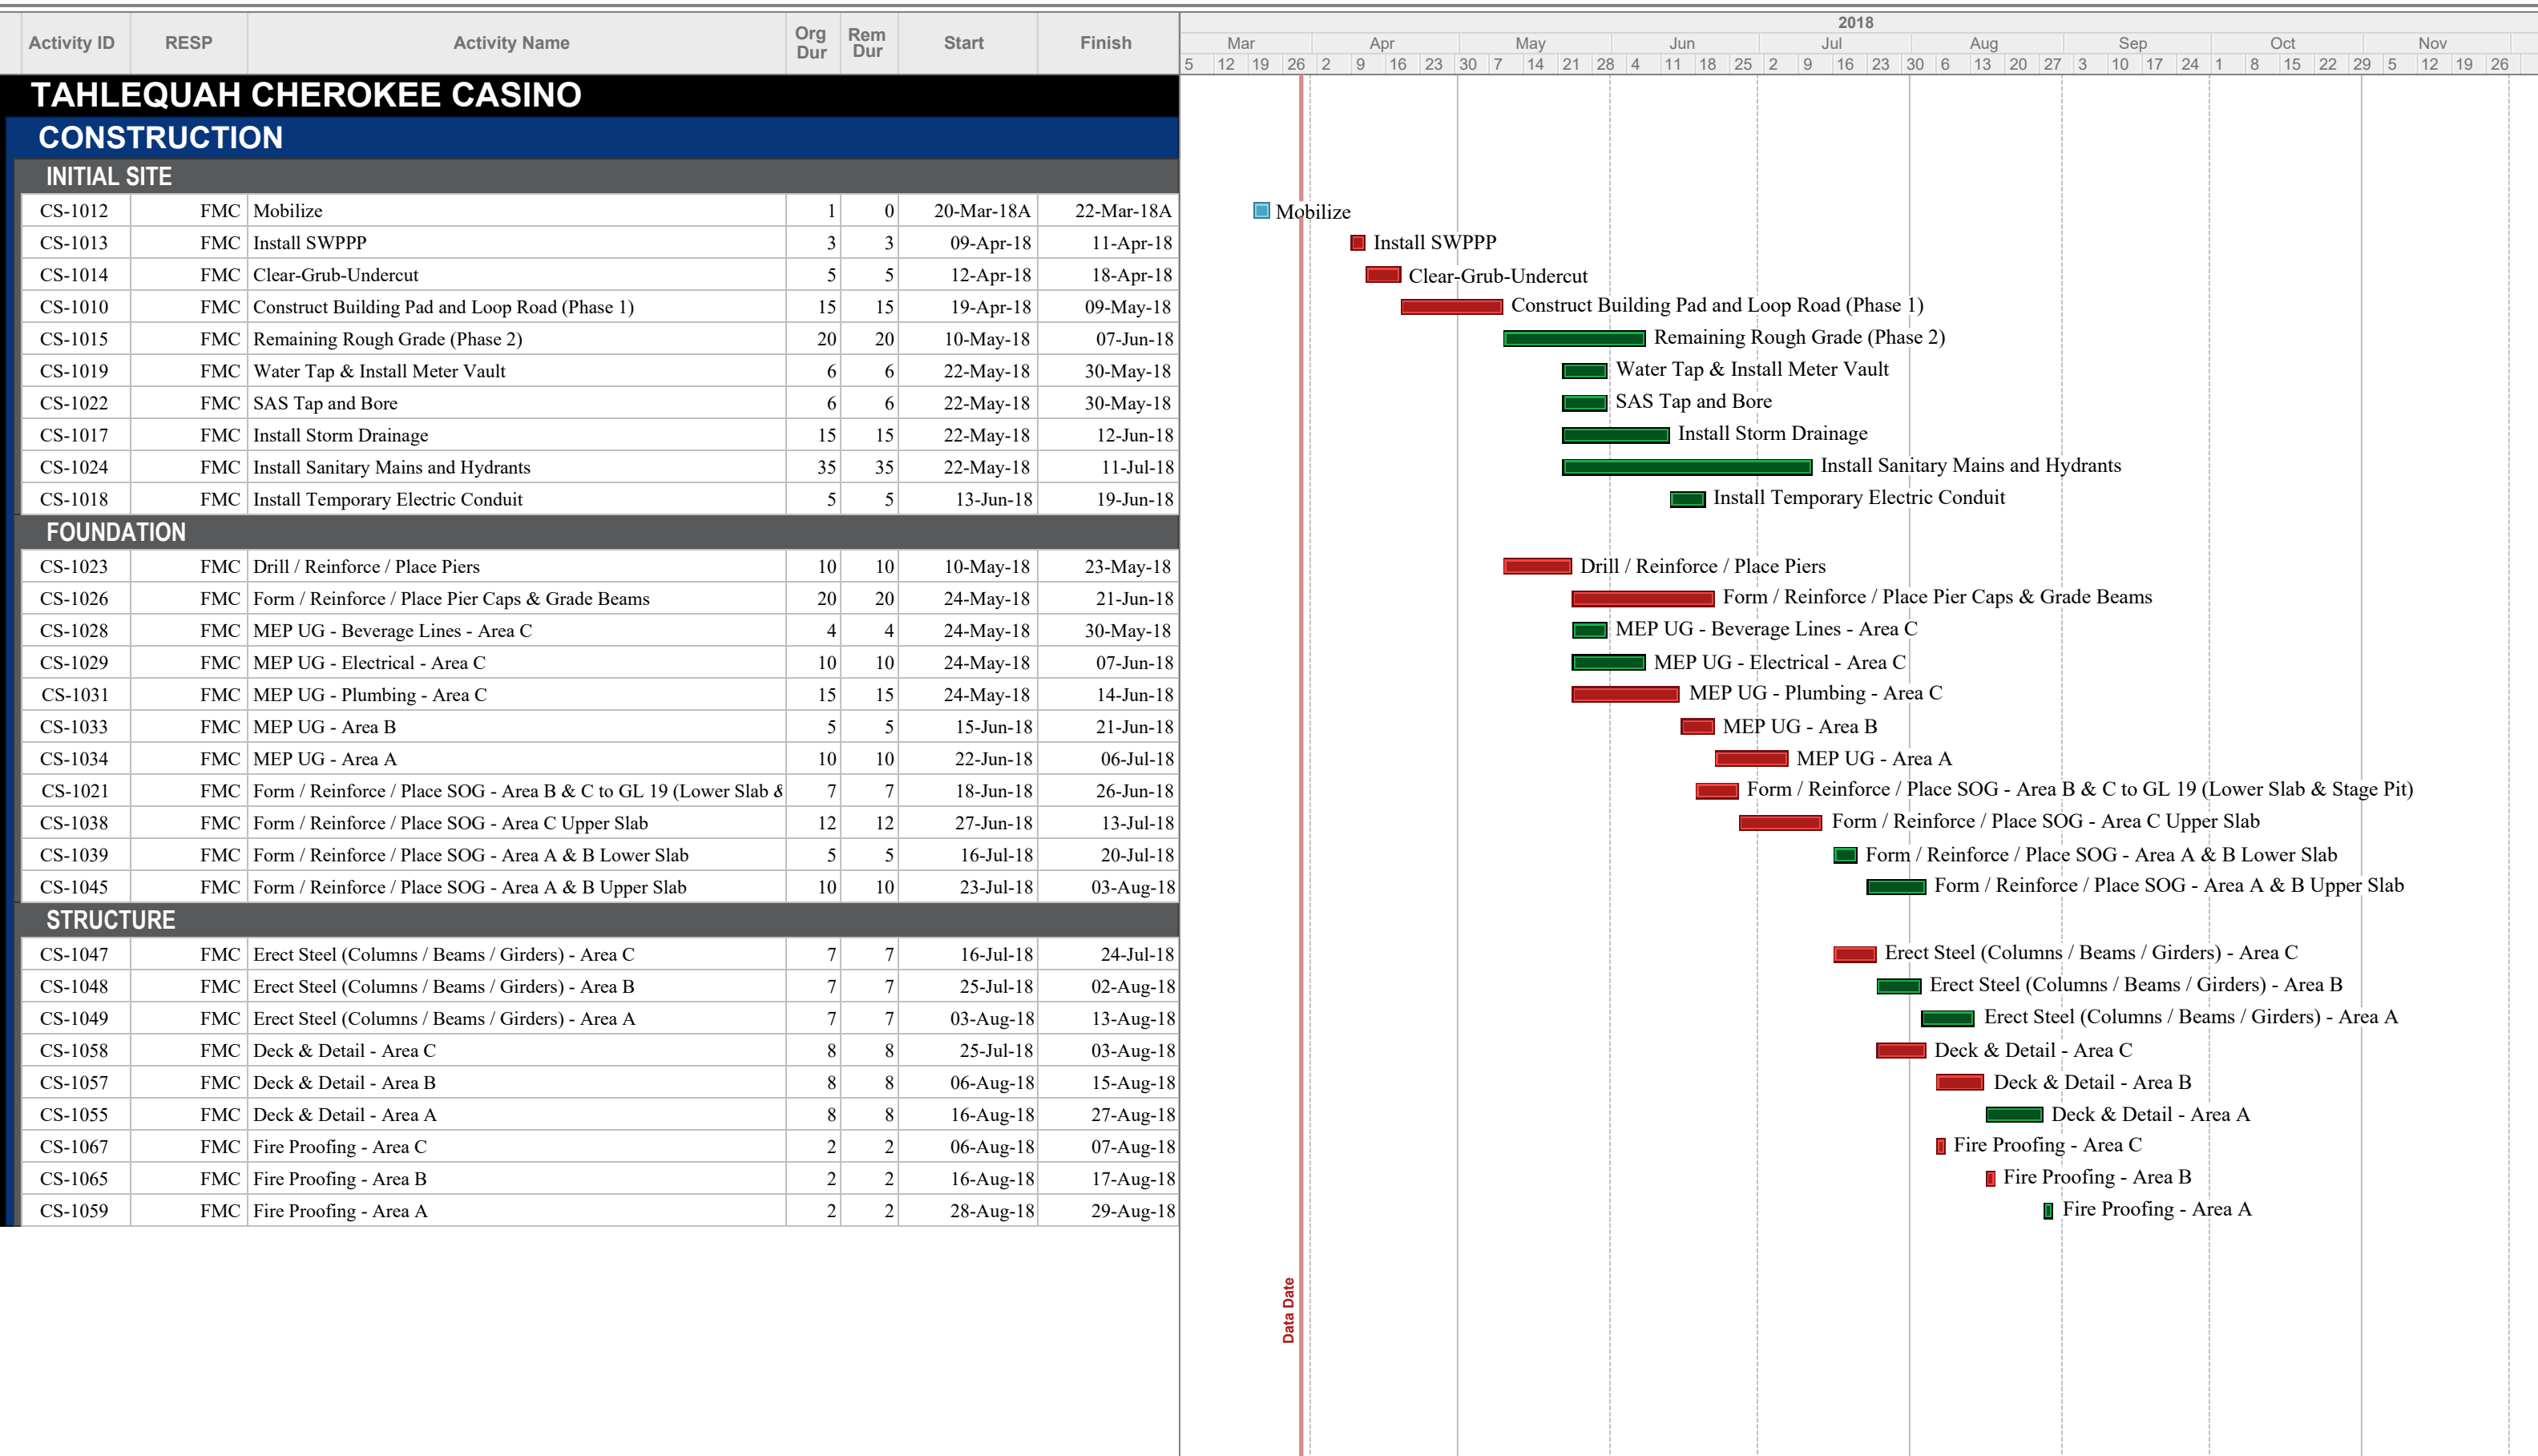 2018
Activity ID RESP Activity Name Org Dur Rem Dur Start Finish
Mar Apr May Jun Jul Aug Sep Oct Nov
5 12 19 26 2 9 16 23 30 7 14 21 28 4 11 18 25 2 9 16 23 30 6 13 20 27 3 10 17 24 1 8 15 22 29 5 12 19 26
TAHLEQUAH CHEROKEE CASINO
CONSTRUCTION
INITIAL SITE
CS-1012 FMC Mobilize 1 0 20-Mar-18A 22-Mar-18A Mobilize
CS-1013 FMC Install SWPPP 3 3 09-Apr-18 11-Apr-18 Install SWPPP
CS-1014 FMC Clear-Grub-Undercut 5 5 12-Apr-18 18-Apr-18 Clear-Grub-Undercut
CS-1010 FMC Construct Building Pad and Loop Road (Phase 1) 15 15 19-Apr-18 09-May-18 Construct Building Pad and Loop Road (Phase 1)
CS-1015 FMC Remaining Rough Grade (Phase 2) 20 20 10-May-18 07-Jun-18 Remaining Rough Grade (Phase 2)
CS-1019 FMC Water Tap & Install Meter Vault 6 6 22-May-18 30-May-18 Water Tap & Install Meter Vault
CS-1022 FMC SAS Tap and Bore 6 6 22-May-18 30-May-18 SAS Tap and Bore
CS-1017 FMC Install Storm Drainage 15 15 22-May-18 12-Jun-18 Install Storm Drainage
CS-1024 FMC Install Sanitary Mains and Hydrants 35 35 22-May-18 11-Jul-18 Install Sanitary Mains and Hydrants
CS-1018 FMC Install Temporary Electric Conduit 5 5 13-Jun-18 19-Jun-18 Install Temporary Electric Conduit
FOUNDATION
CS-1023 FMC Drill / Reinforce / Place Piers 10 10 10-May-18 23-May-18 Drill / Reinforce / Place Piers
CS-1026 FMC Form / Reinforce / Place Pier Caps & Grade Beams 20 20 24-May-18 21-Jun-18 Form / Reinforce / Place Pier Caps & Grade Beams
CS-1028 FMC MEP UG - Beverage Lines - Area C 4 4 24-May-18 30-May-18 MEP UG - Beverage Lines - Area C
CS-1029 FMC MEP UG - Electrical - Area C 10 10 24-May-18 07-Jun-18 MEP UG - Electrical - Area C
CS-1031 FMC MEP UG - Plumbing - Area C 15 15 24-May-18 14-Jun-18 MEP UG - Plumbing - Area C
CS-1033 FMC MEP UG - Area B 5 5 15-Jun-18 21-Jun-18 MEP UG - Area B
CS-1034 FMC MEP UG - Area A 10 10 22-Jun-18 06-Jul-18 MEP UG - Area A
CS-1021 FMC Form / Reinforce / Place SOG - Area B & C to GL 19 (Lower Slab & 7 7 18-Jun-18 26-Jun-18 Form / Reinforce / Place SOG - Area B & C to GL 19 (Lower Slab & Stage Pit)
CS-1038 FMC Form / Reinforce / Place SOG - Area C Upper Slab 12 12 27-Jun-18 13-Jul-18 Form / Reinforce / Place SOG - Area C Upper Slab
CS-1039 FMC Form / Reinforce / Place SOG - Area A & B Lower Slab 5 5 16-Jul-18 20-Jul-18 Form / Reinforce / Place SOG - Area A & B Lower Slab
CS-1045 FMC Form / Reinforce / Place SOG - Area A & B Upper Slab 10 10 23-Jul-18 03-Aug-18 Form / Reinforce / Place SOG - Area A & B Upper Slab
STRUCTURE
CS-1047 FMC Erect Steel (Columns / Beams / Girders) - Area C 7 7 16-Jul-18 24-Jul-18 Erect Steel (Columns / Beams / Girders) - Area C
CS-1048 FMC Erect Steel (Columns / Beams / Girders) - Area B 7 7 25-Jul-18 02-Aug-18 Erect Steel (Columns / Beams / Girders) - Area B
CS-1049 FMC Erect Steel (Columns / Beams / Girders) - Area A 7 7 03-Aug-18 13-Aug-18 Erect Steel (Columns / Beams / Girders) - Area A
CS-1058 FMC Deck & Detail - Area C 8 8 25-Jul-18 03-Aug-18 Deck & Detail - Area C
CS-1057 FMC Deck & Detail - Area B 8 8 06-Aug-18 15-Aug-18 Deck & Detail - Area B
CS-1055 FMC Deck & Detail - Area A 8 8 16-Aug-18 27-Aug-18 Deck & Detail - Area A
CS-1067 FMC Fire Proofing - Area C 2 2 06-Aug-18 07-Aug-18 Fire Proofing - Area C
CS-1065 FMC Fire Proofing - Area B 2 2 16-Aug-18 17-Aug-18 Fire Proofing - Area B
CS-1059 FMC Fire Proofing - Area A 2 2 28-Aug-18 29-Aug-18 Fire Proofing - Area A
Data Date